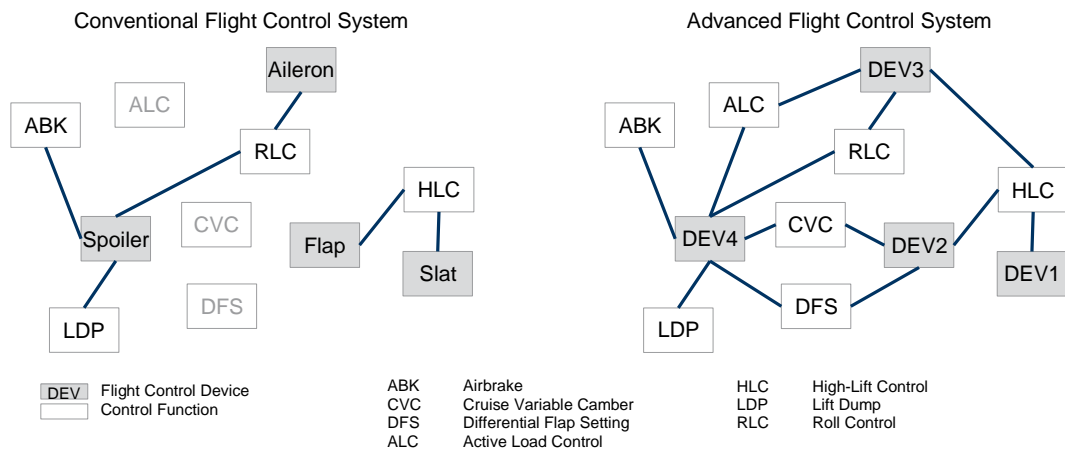 Conventional Flight Control System
Aileron
ALC
ABK
RLC
HLC
CVC
Spoiler
Flap
Slat
DFS
LDP
Advanced Flight Control System
DEV3
ALC
ABK
RLC
HLC
CVC
DEV4
DEV2
DEV1
DFS
LDP
DEV Flight Control Device
Control Function
ABK Airbrake
CVC Cruise Variable Camber
DFS Differential Flap Setting
ALC Active Load Control
HLC High-Lift Control
LDP Lift Dump
RLC Roll Control